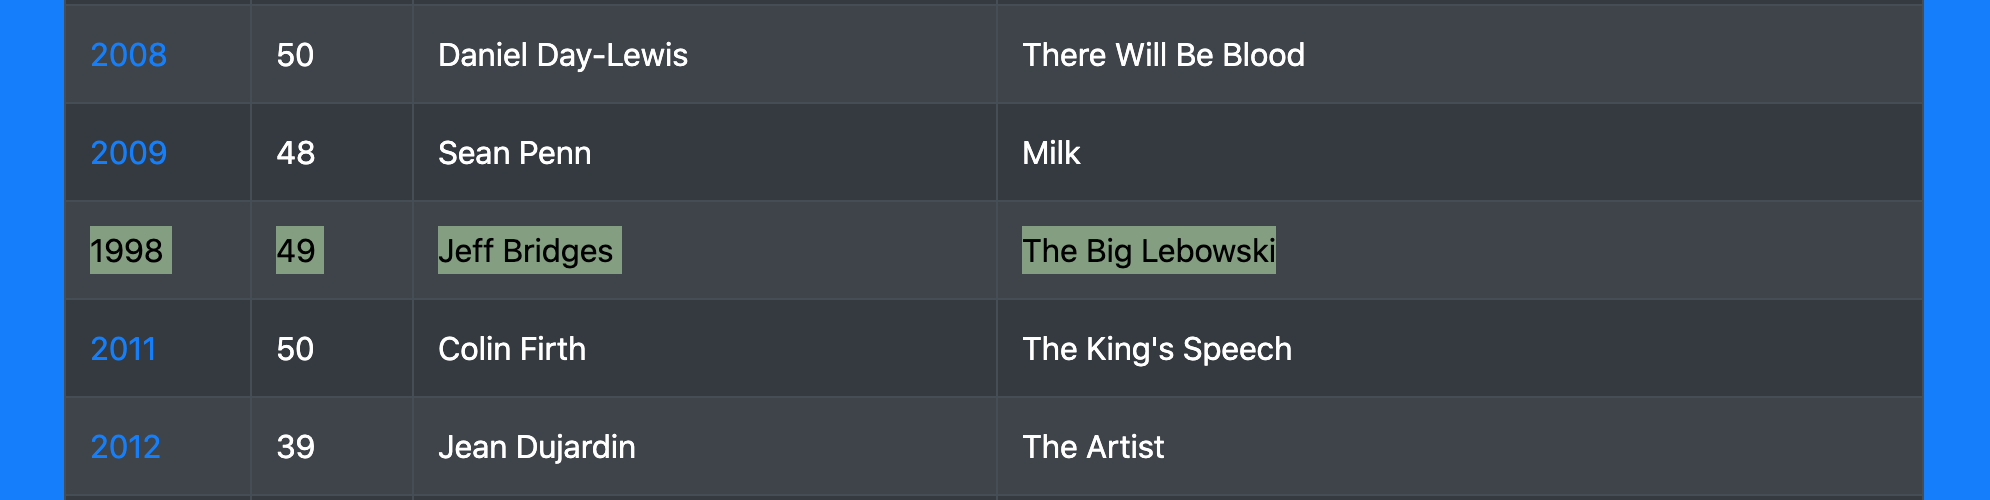 2008 50 Daniel Day-Lewis There Will Be Blood
2009 48 Sean Penn Milk
1998 49 Jeff Bridges The Big Lebowski
2011 50 Colin Firth The King's Speech
2012 39 Jean Dujardin The Artist